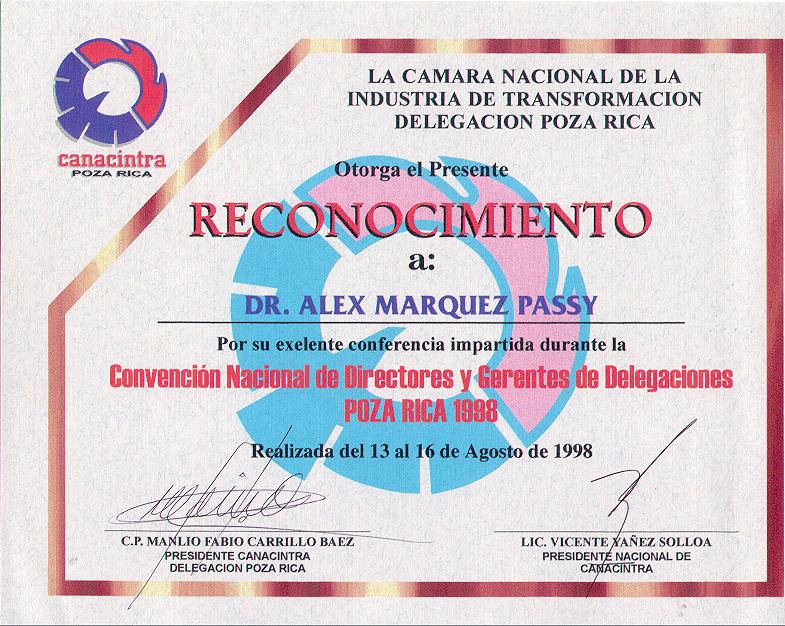 canacintra
POZA RICA
LA CAMARA NACIONAL DE LA
INDUSTRIA DE TRANSFORMACION
DELEGACION POZA RICA
Otorga el Presente
RECONOCIMIENTO
a:
DR. ALEX MARQUEZ PASSY
Por su exelente conferencia impartida durante la
Convención Nacional de Directores y Gerentes de Delegaciones
POZA RICA 1998
Realizada del 13 al 16 de Agosto de 1998
C.P. MANLIO FABIO CARRILLO BAEZ
PRESIDENTE CANACINTRA
DELEGACION POZA RICA
LIC. VICENTE YAÑEZ SOLLOA
PRESIDENTE NACIONAL DE
CANACINTRA